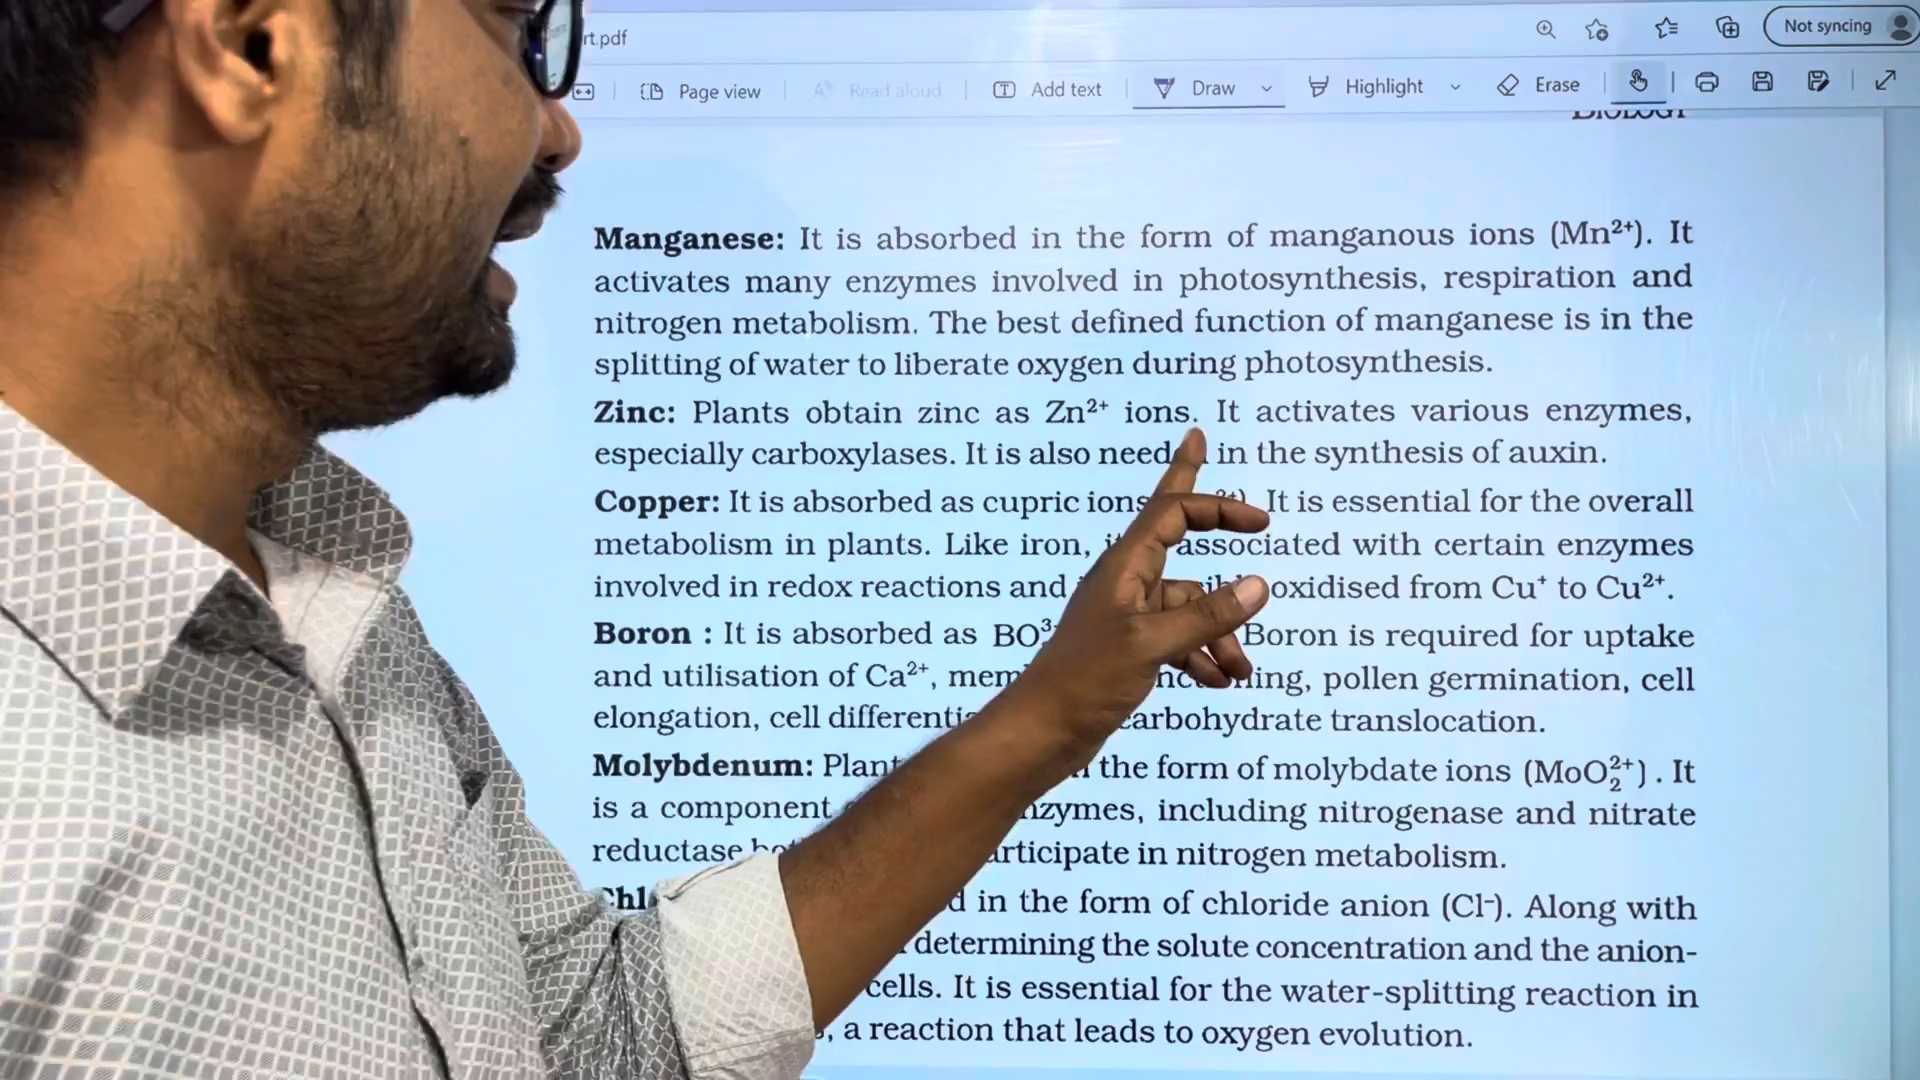 rt.pdf
Not syncing
Page view
Read aloud
Add text
Draw
Highlight
Erase
BIOLOGY
Manganese: It is absorbed in the form of manganous ions (Mn²⁺). It
activates many enzymes involved in photosynthesis, respiration and
nitrogen metabolism. The best defined function of manganese is in the
splitting of water to liberate oxygen during photosynthesis.
Zinc: Plants obtain zinc as Zn²⁺ ions. It activates various enzymes,
especially carboxylases. It is also need in the synthesis of auxin.
Copper: It is absorbed as cupric ions ²⁺). It is essential for the overall
metabolism in plants. Like iron, associated with certain enzymes
involved in redox reactions and oxidised from Cu⁺ to Cu²⁺.
Boron : It is absorbed as BO³ Boron is required for uptake
and utilisation of Ca²⁺, mem ning, pollen germination, cell
elongation, cell differenti carbohydrate translocation.
Molybdenum: Plant the form of molybdate ions (MoO₂²⁺) . It
is a component nzymes, including nitrogenase and nitrate
reductase articipate in nitrogen metabolism.
Chl d in the form of chloride anion (Cl⁻). Along with
determining the solute concentration and the anion-
cells. It is essential for the water-splitting reaction in
, a reaction that leads to oxygen evolution.